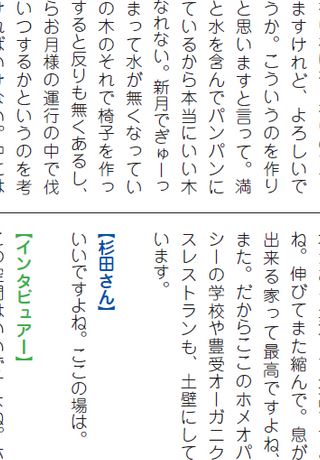 ますけれど、よろしいで
うか。こういうのを作り
と思いますと言って。満
と水を含んでパンパンに
ているから本当にいい木
なれない。新月でぎゅーっ
まって水が無くなってい
の木のそれで椅子を作っ
すると反りも無くあるし、
らお月様の運行の中で伐
いつするかというのを考
ね。伸びてまた縮んで。息が
出来る家って最高ですよね、
また。だからここのホメオパ
シーの学校や豊受オーガニク
スレストランも、土壁にして
います。
【杉田さん】
いいですよね。ここの場は。
【インタビュアー】